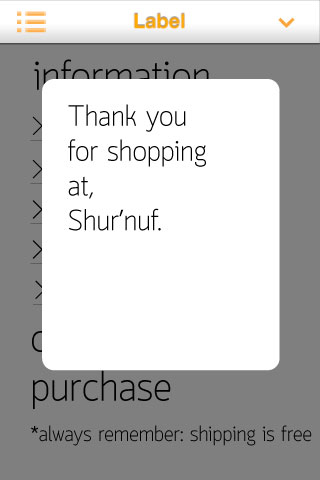 Label
information
Thank you
for shopping
at,
Shur'nuf.
purchase
*always remember: shipping is free